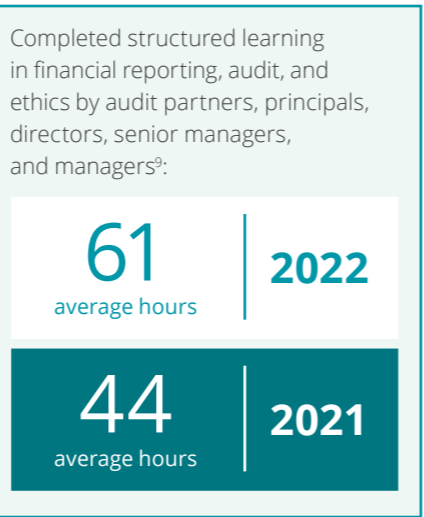 Completed structured learning
in financial reporting, audit, and
ethics by audit partners, principals,
directors, senior managers,
and managers⁹:
61
average hours
2022
44
average hours
2021